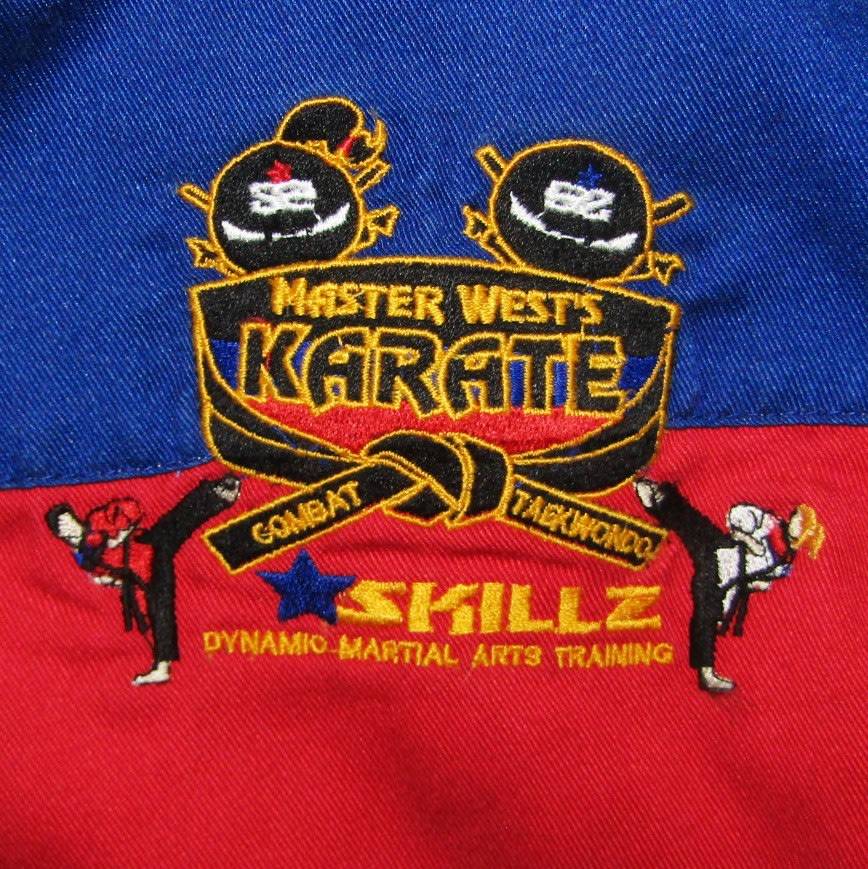 MASTER WEST'S
KARATE
COMBAT TAEKWONDO
SKILLZ
DYNAMIC MARTIAL ARTS TRAINING